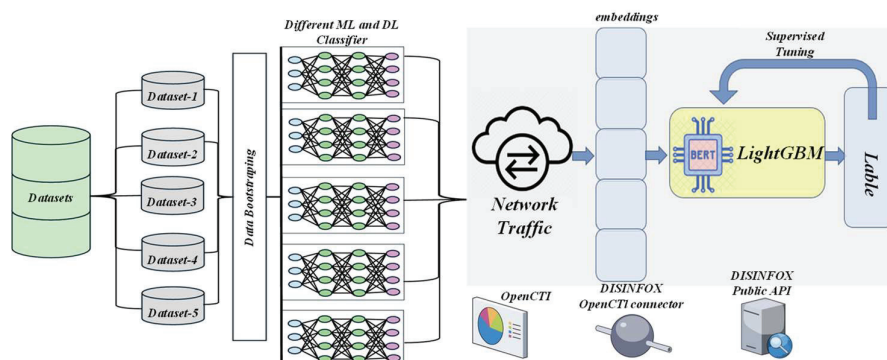 Different ML and DL
Classifier
embeddings
Supervised
Tuning
Dataset-1
Dataset-2
Datasets
Dataset-3
Dataset-4
Dataset-5
Data Bootstraping
Network
Traffic
BERT
LightGBM
Lable
OpenCTI
DISINFOX
OpenCTI connector
DISINFOX
Public API